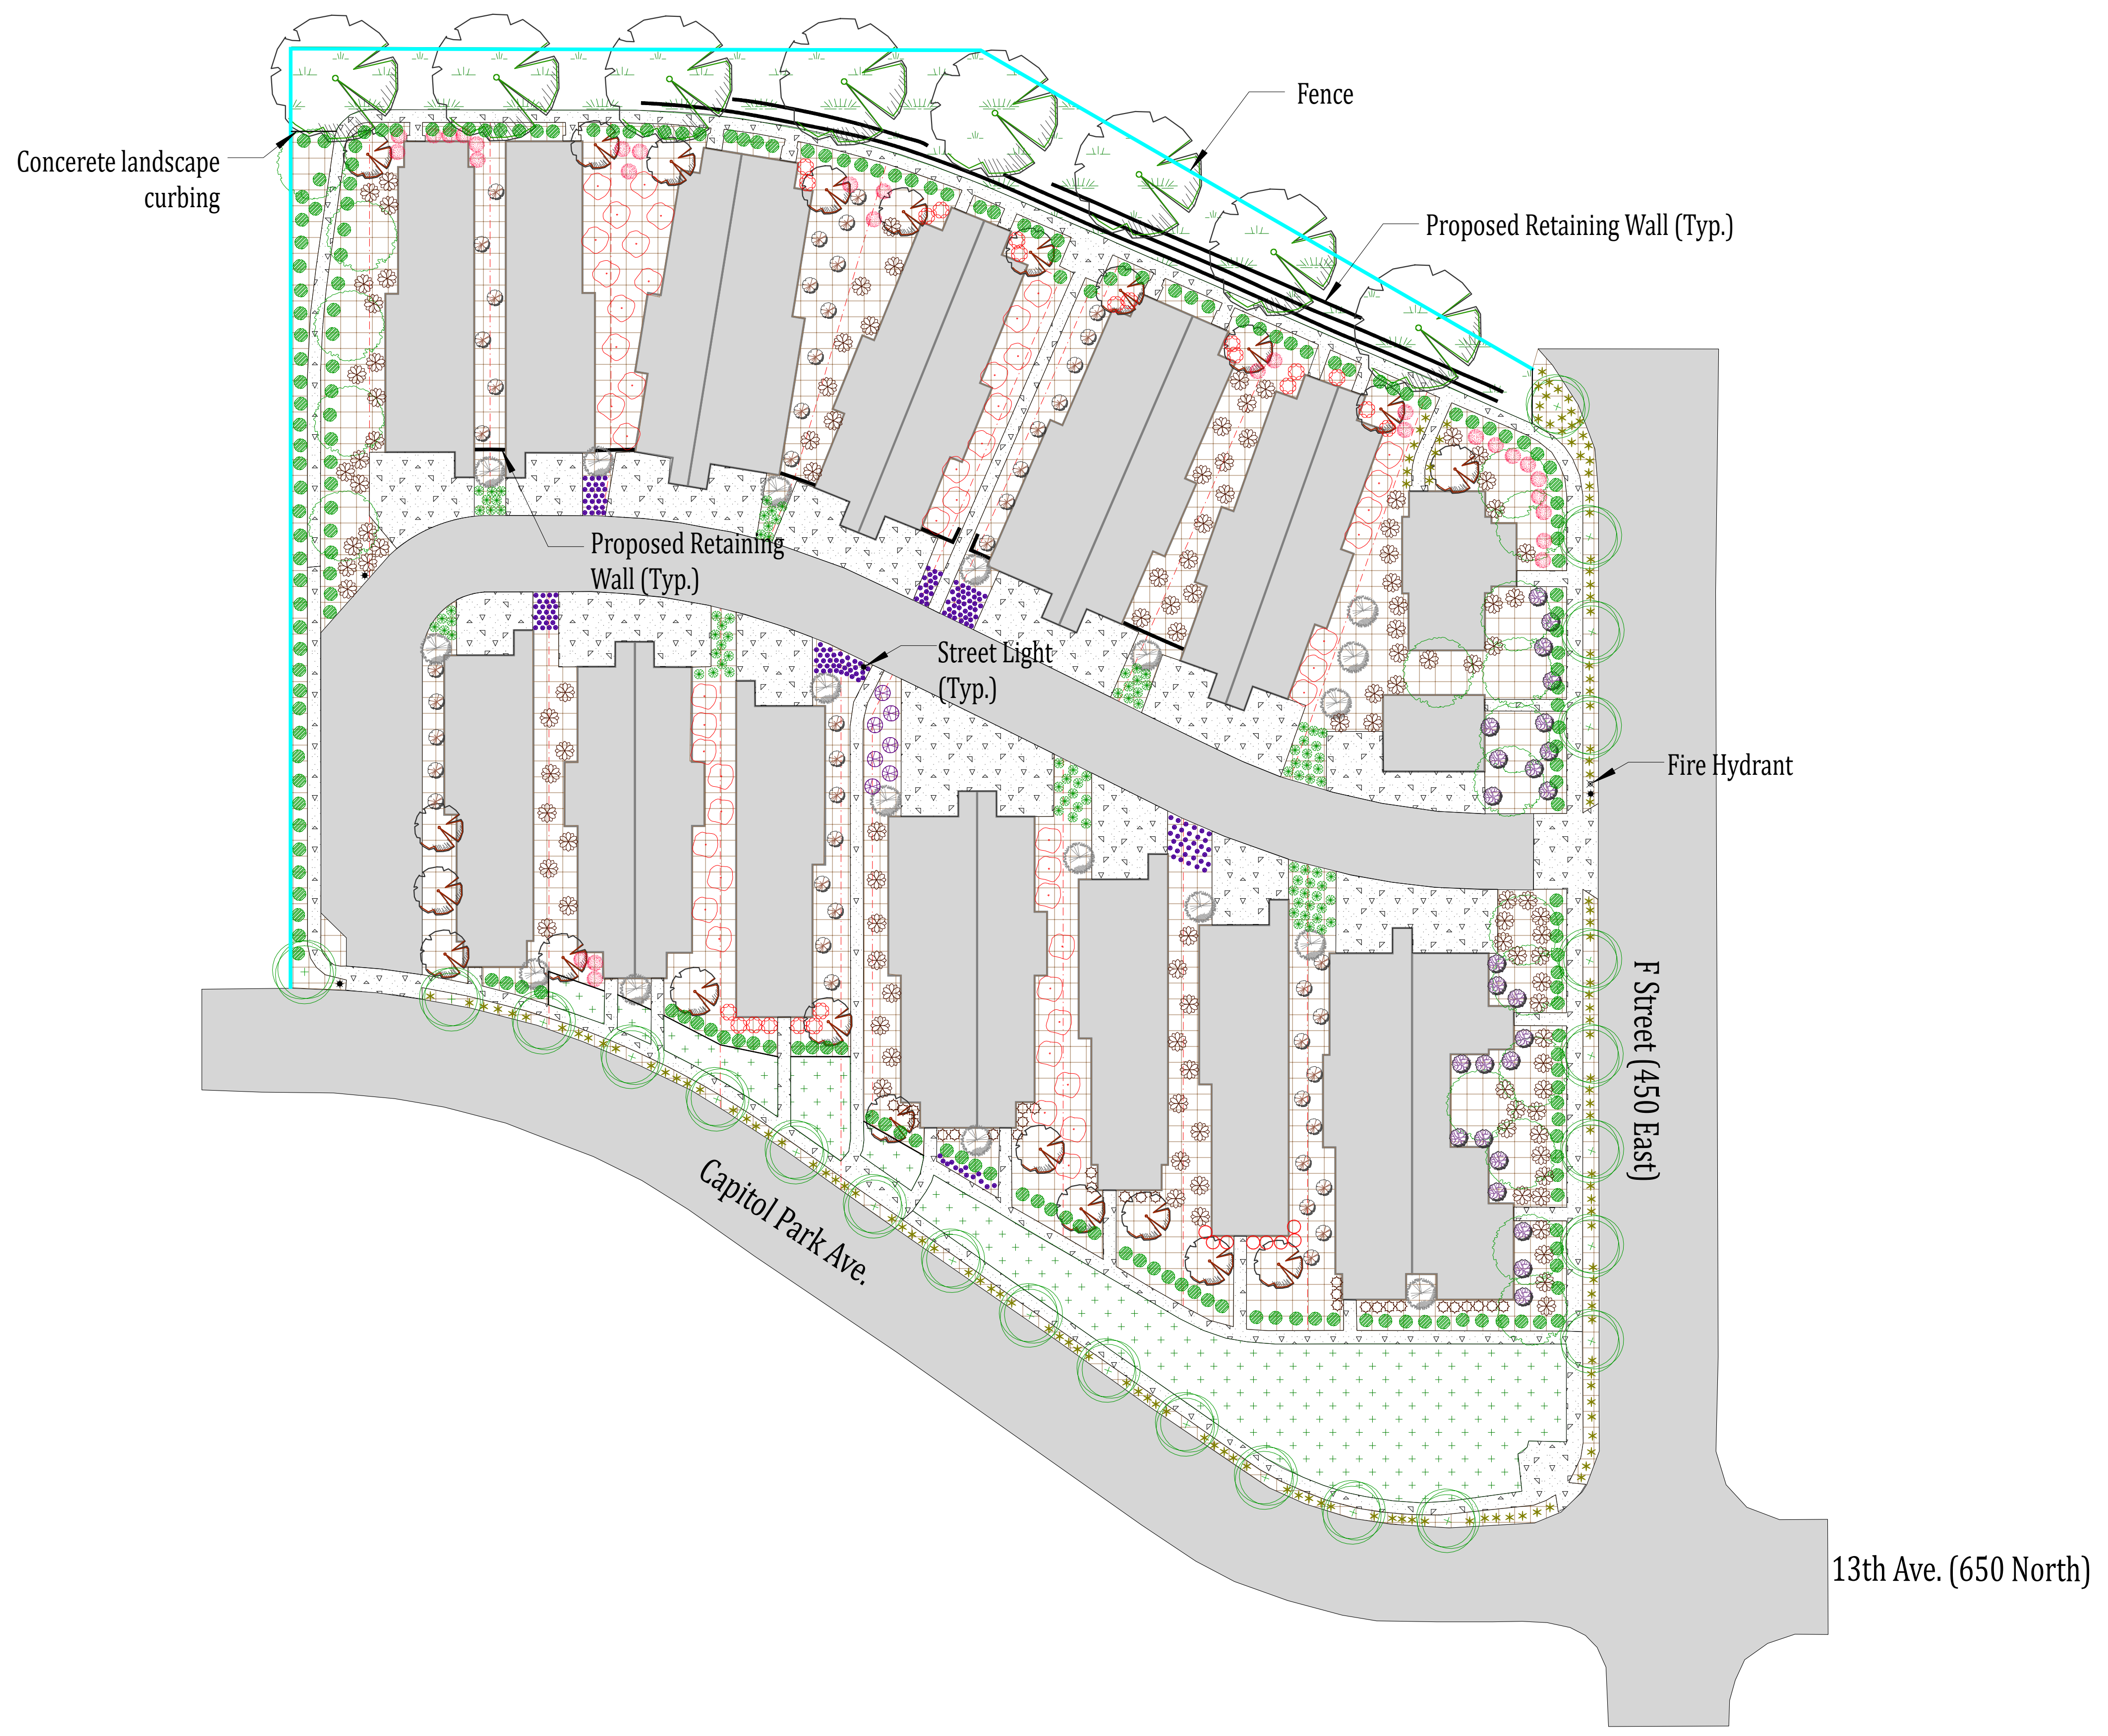 Fence
Concerete landscape
curbing
Proposed Retaining Wall (Typ.)
Proposed Retaining
Wall (Typ.)
Street Light
(Typ.)
Fire Hydrant
F Street (450 East)
Capitol Park Ave.
13th Ave. (650 North)